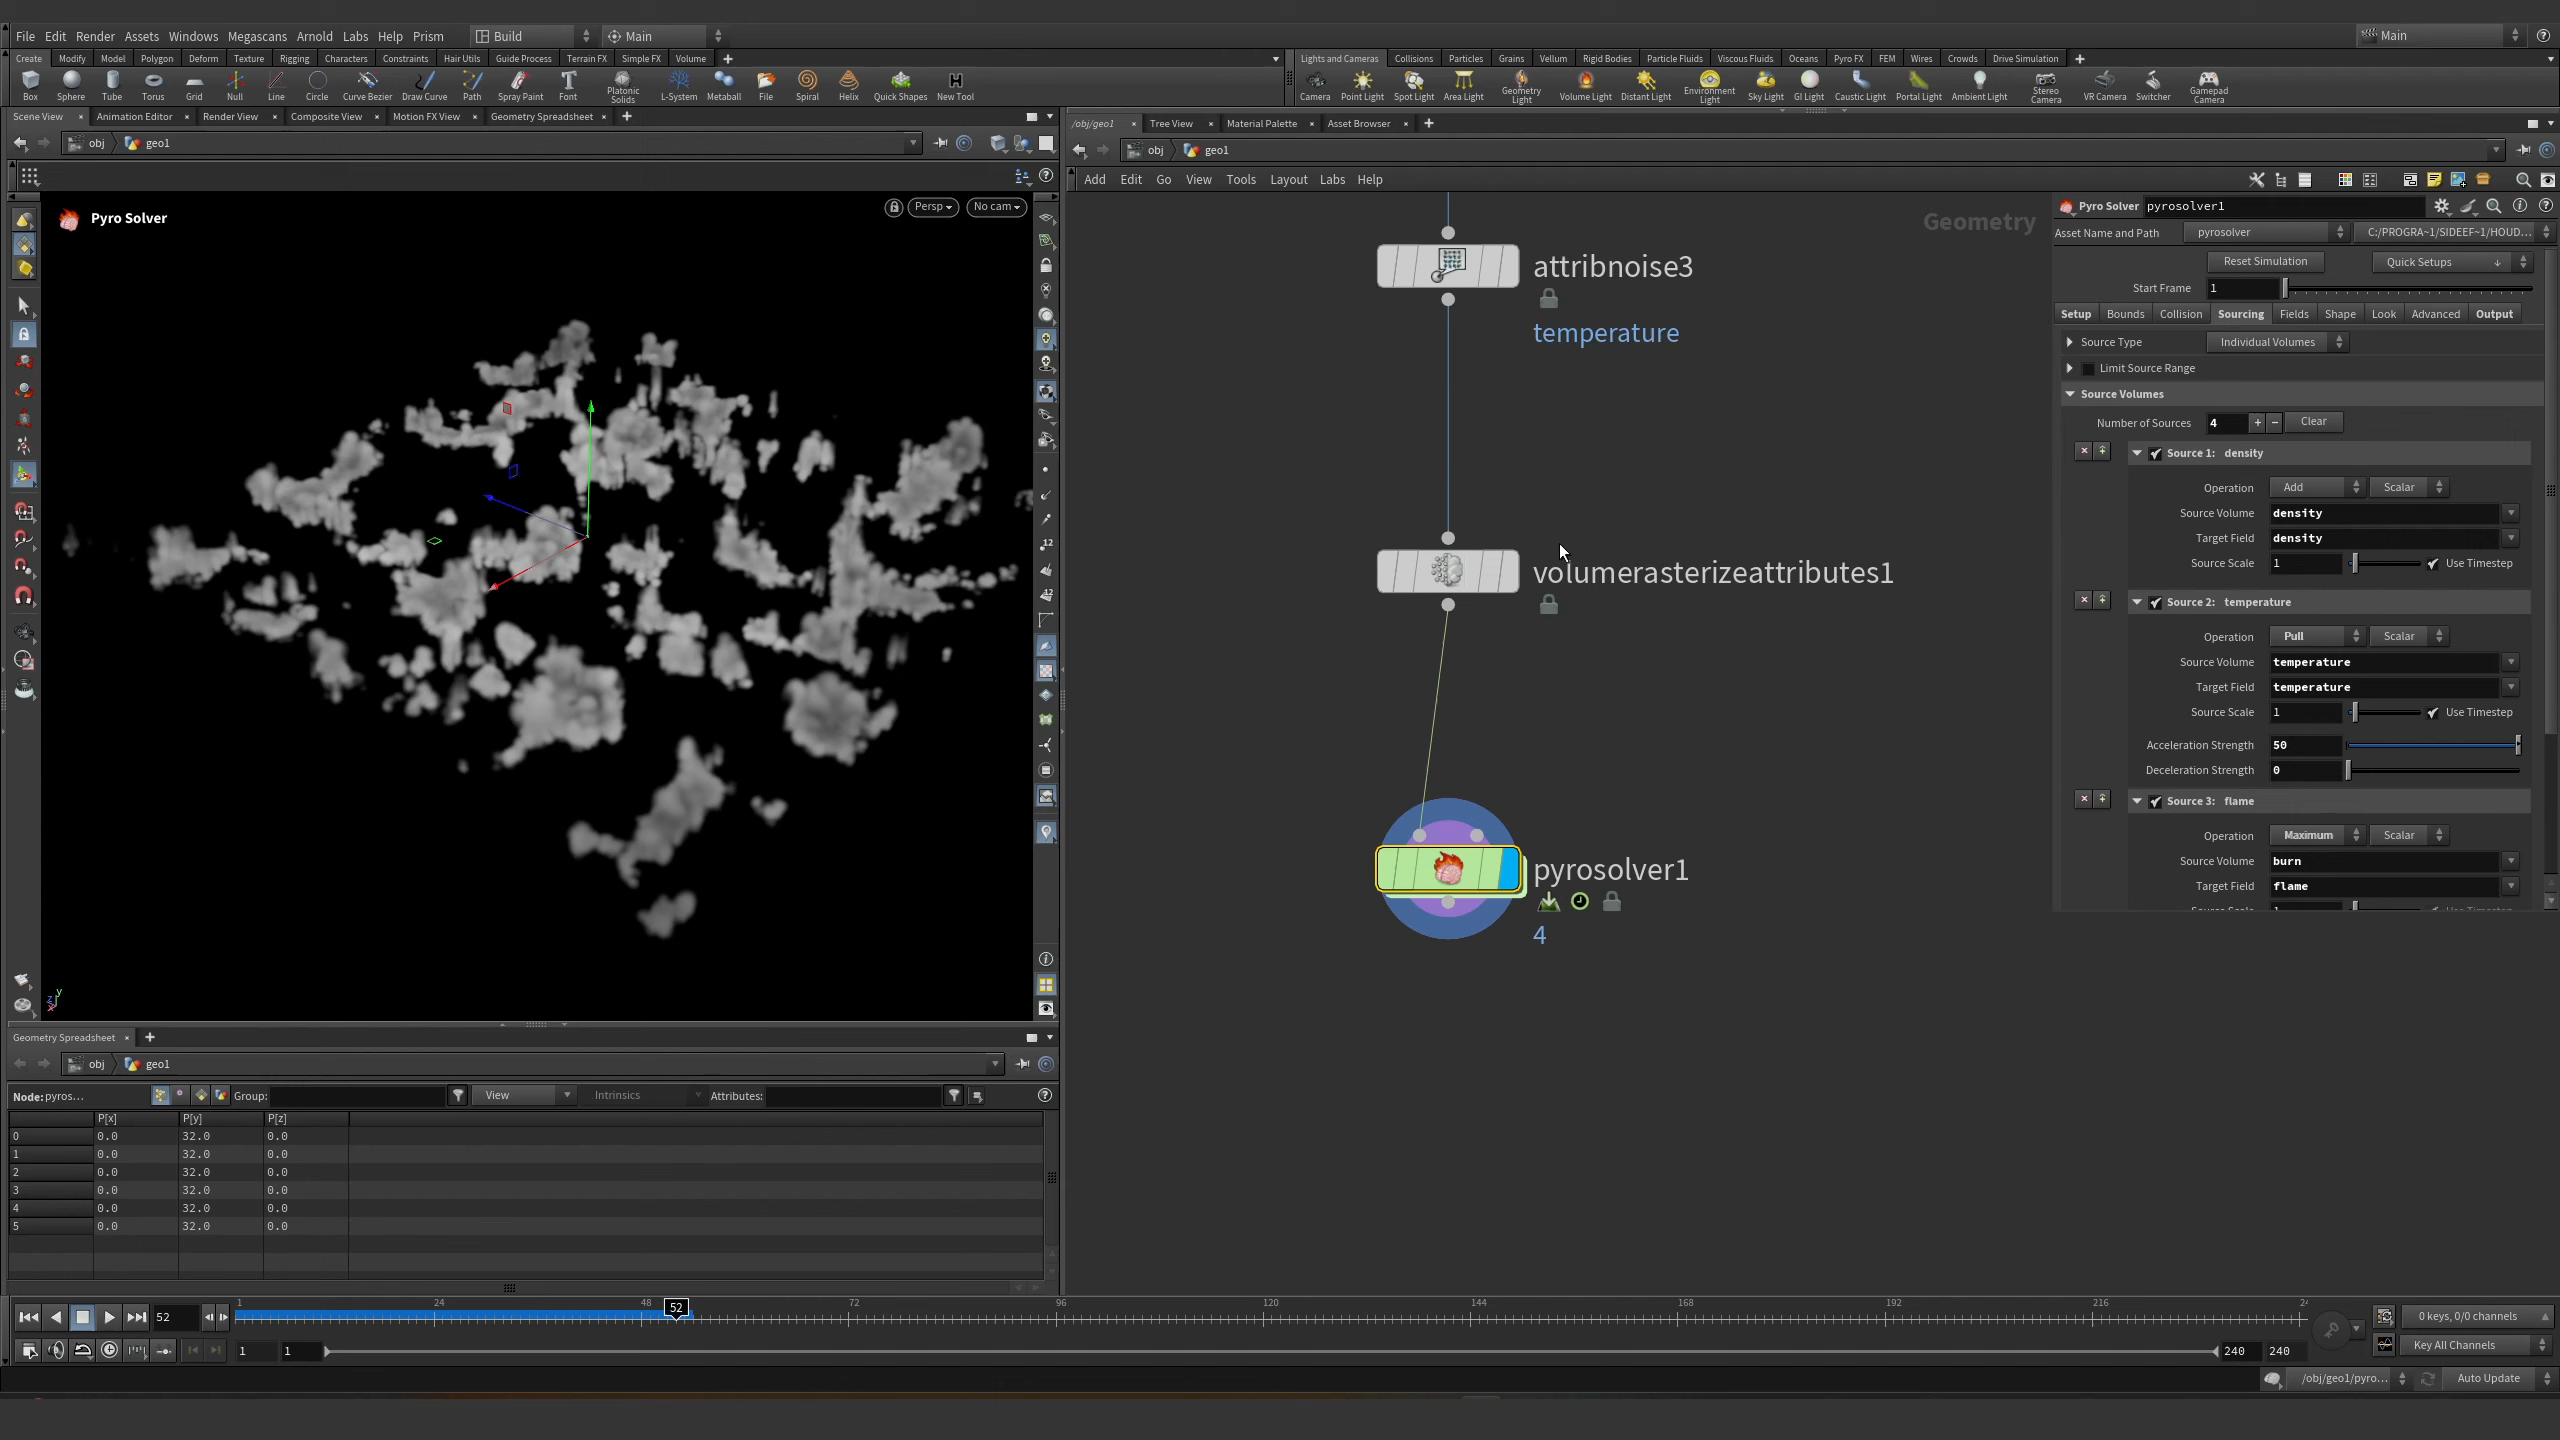 File Edit Render Assets Windows Megascans Arnold Labs Help Prism Build Main Main
Create Modify Model Polygon Deform Texture Rigging Characters Constraints Hair Utils Guide Process Terrain FX Simple FX Volume
Lights and Cameras Collisions Particles Grains Vellum Rigid Bodies Particle Fluids Viscous Fluids Oceans Pyro FX FEM Wires Crowds Drive Simulation
Box Sphere Tube Torus Grid Null Line Circle Curve Bezier Draw Curve Path Spray Paint Font Platonic Solids L-System Metaball File Spiral Helix Quick Shapes New Tool
Camera Point Light Spot Light Area Light Geometry Light Volume Light Distant Light Environment Light Sky Light GI Light Caustic Light Portal Light Ambient Light Stereo Camera VR Camera Switcher Gamepad Camera
Scene View Animation Editor Render View Composite View Motion FX View Geometry Spreadsheet
/obj/geo1 Tree View Material Palette Asset Browser
obj geo1
obj geo1
Add Edit Go View Tools Layout Labs Help
Pyro Solver
Persp No cam
Geometry
attribnoise3
temperature
volumerasterizeattributes1
pyrosolver1
4
Pyro Solver pyrosolver1
Asset Name and Path pyrosolver C:/PROGRA~1/SIDEEF~1/HOUD...
Reset Simulation Quick Setups
Start Frame 1
Setup Bounds Collision Sourcing Fields Shape Look Advanced Output
Source Type Individual Volumes
Limit Source Range
Source Volumes
Number of Sources 4 + − Clear
Source 1: density
Operation Add Scalar
Source Volume density
Target Field density
Source Scale 1 Use Timestep
Source 2: temperature
Operation Pull Scalar
Source Volume temperature
Target Field temperature
Source Scale 1 Use Timestep
Acceleration Strength 50
Deceleration Strength 0
Source 3: flame
Operation Maximum Scalar
Source Volume burn
Target Field flame
z y x
Geometry Spreadsheet
obj geo1
Node: pyros... Group: View Intrinsics Attributes:
P[x] P[y] P[z]
0 0.0 32.0 0.0
1 0.0 32.0 0.0
2 0.0 32.0 0.0
3 0.0 32.0 0.0
4 0.0 32.0 0.0
5 0.0 32.0 0.0
1 24 48 72 96 120 144 168 192 216
52 52
0 keys, 0/0 channels
1 1 240 240 Key All Channels
/obj/geo1/pyro... Auto Update